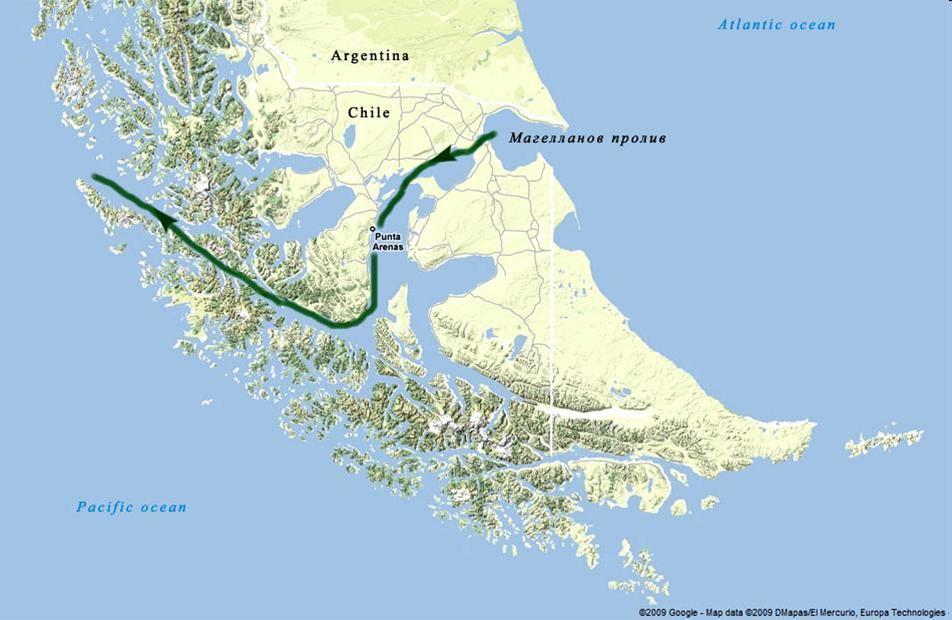 Atlantic ocean
Argentina
Chile
Магелланов пролив
Punta
Arenas
Pacific ocean
©2009 Google - Map data ©2009 DMapas/El Mercurio, Europa Technologies